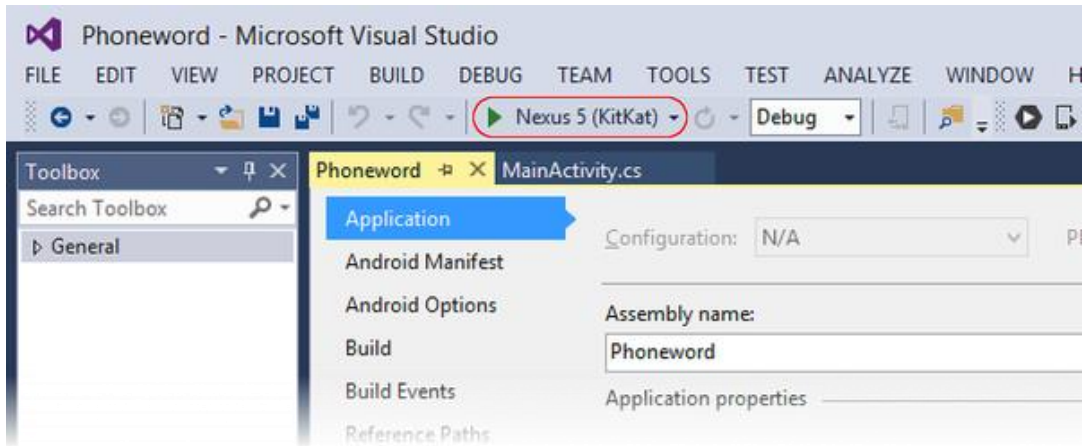 Phoneword - Microsoft Visual Studio
FILE EDIT VIEW PROJECT BUILD DEBUG TEAM TOOLS TEST ANALYZE WINDOW H
Nexus 5 (KitKat) Debug
Toolbox
Phoneword MainActivity.cs
Search Toolbox
General
Application
Configuration: N/A
Android Manifest
Android Options
Assembly name:
Build
Phoneword
Build Events
Application properties
Reference Paths